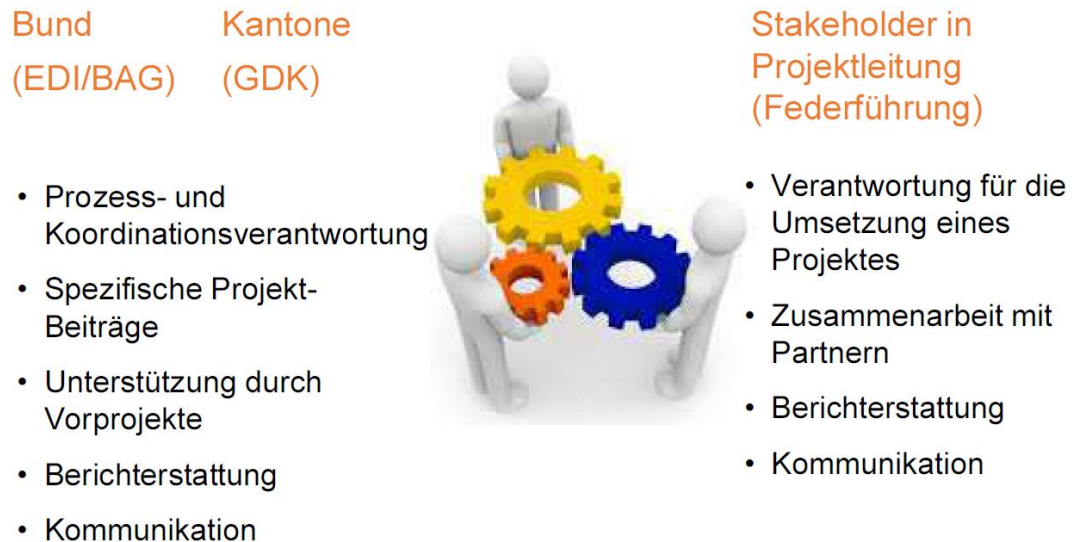 Bund
(EDI/BAG)
Kantone
(GDK)
• Prozess- und
Koordinationsverantwortung
• Spezifische Projekt-
Beiträge
• Unterstützung durch
Vorprojekte
• Berichterstattung
• Kommunikation
Stakeholder in
Projektleitung
(Federführung)
• Verantwortung für die
Umsetzung eines
Projektes
• Zusammenarbeit mit
Partnern
• Berichterstattung
• Kommunikation